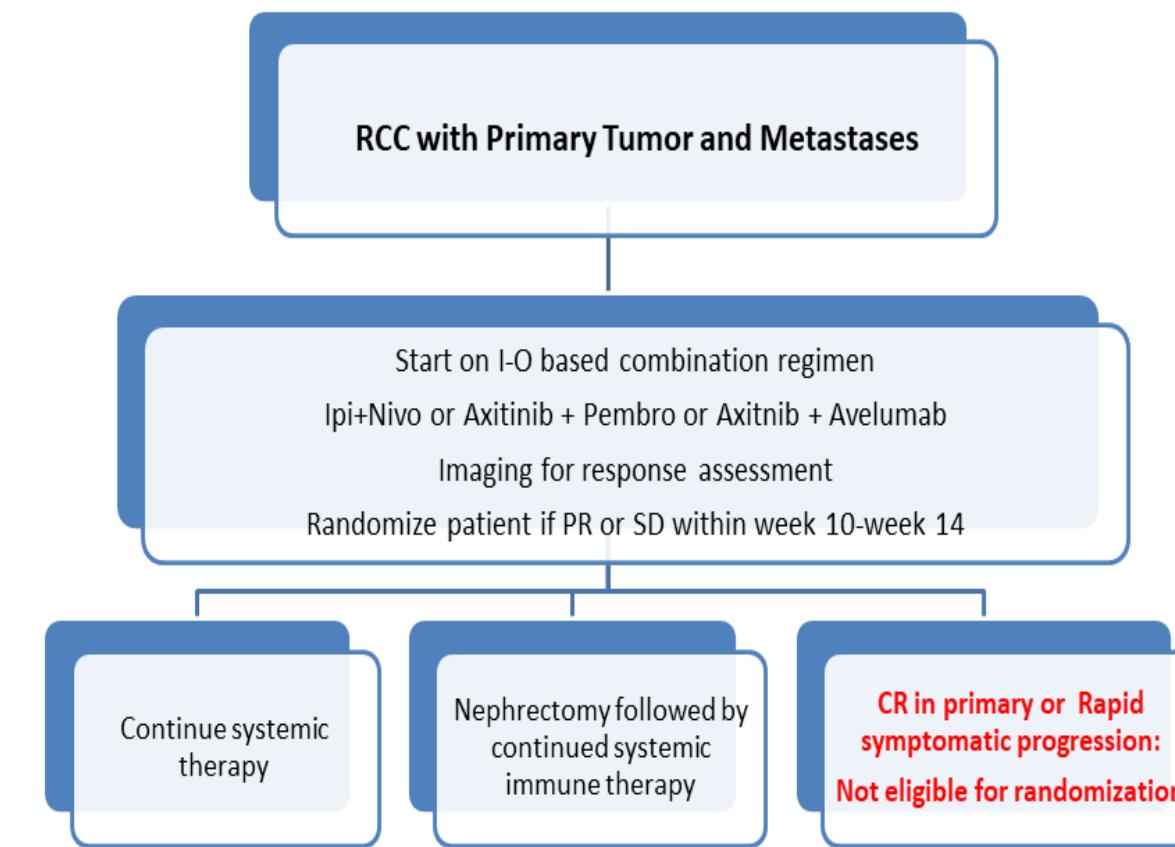 RCC with Primary Tumor and Metastases
Start on I-O based combination regimen
Ipi+Nivo or Axitinib + Pembro or Axitnib + Avelumab
Imaging for response assessment
Randomize patient if PR or SD within week 10-week 14
Continue systemic
therapy
Nephrectomy followed by
continued systemic
immune therapy
CR in primary or Rapid
symptomatic progression:
Not eligible for randomization